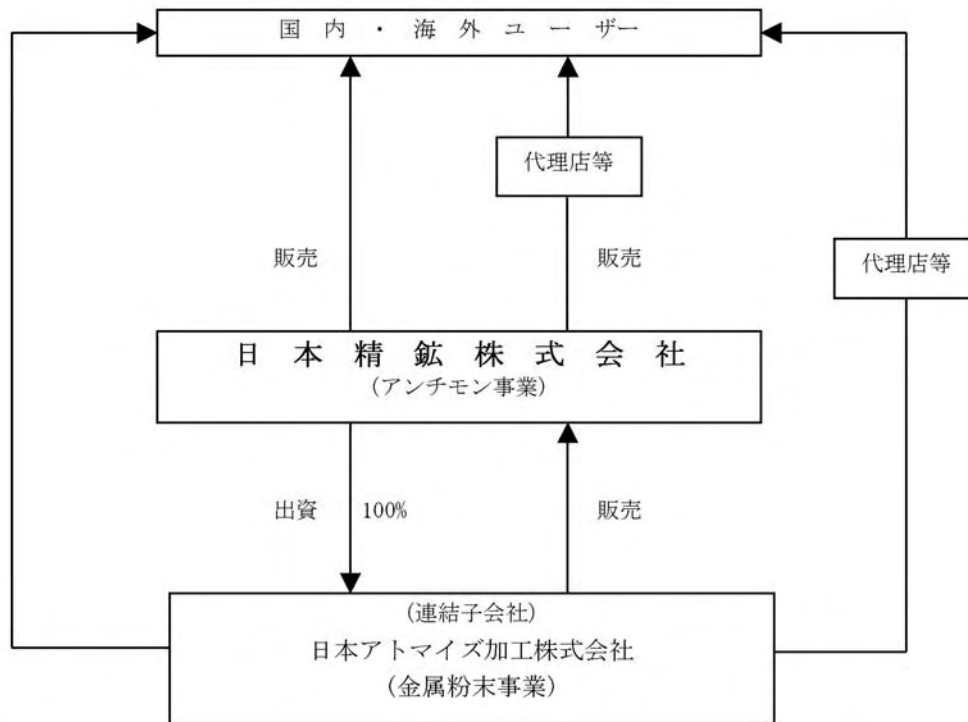 国 内 ・ 海 外 ユ ー ザ ー
代理店等
販売
販売
代理店等
日 本 精 鉱 株 式 会 社
(アンチモン事業)
出資
100%
販売
(連結子会社)
日本アトマイズ加工株式会社
(金属粉末事業)